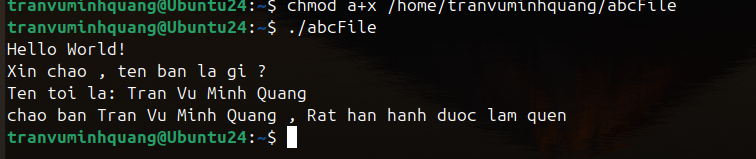 tranvuminhquang@Ubuntu24:~$ chmod a+x /home/tranvuminhquang/abcFile
tranvuminhquang@Ubuntu24:~$ ./abcFile
Hello World!
Xin chao , ten ban la gi ?
Ten toi la: Tran Vu Minh Quang
chao ban Tran Vu Minh Quang , Rat han hanh duoc lam quen
tranvuminhquang@Ubuntu24:~$